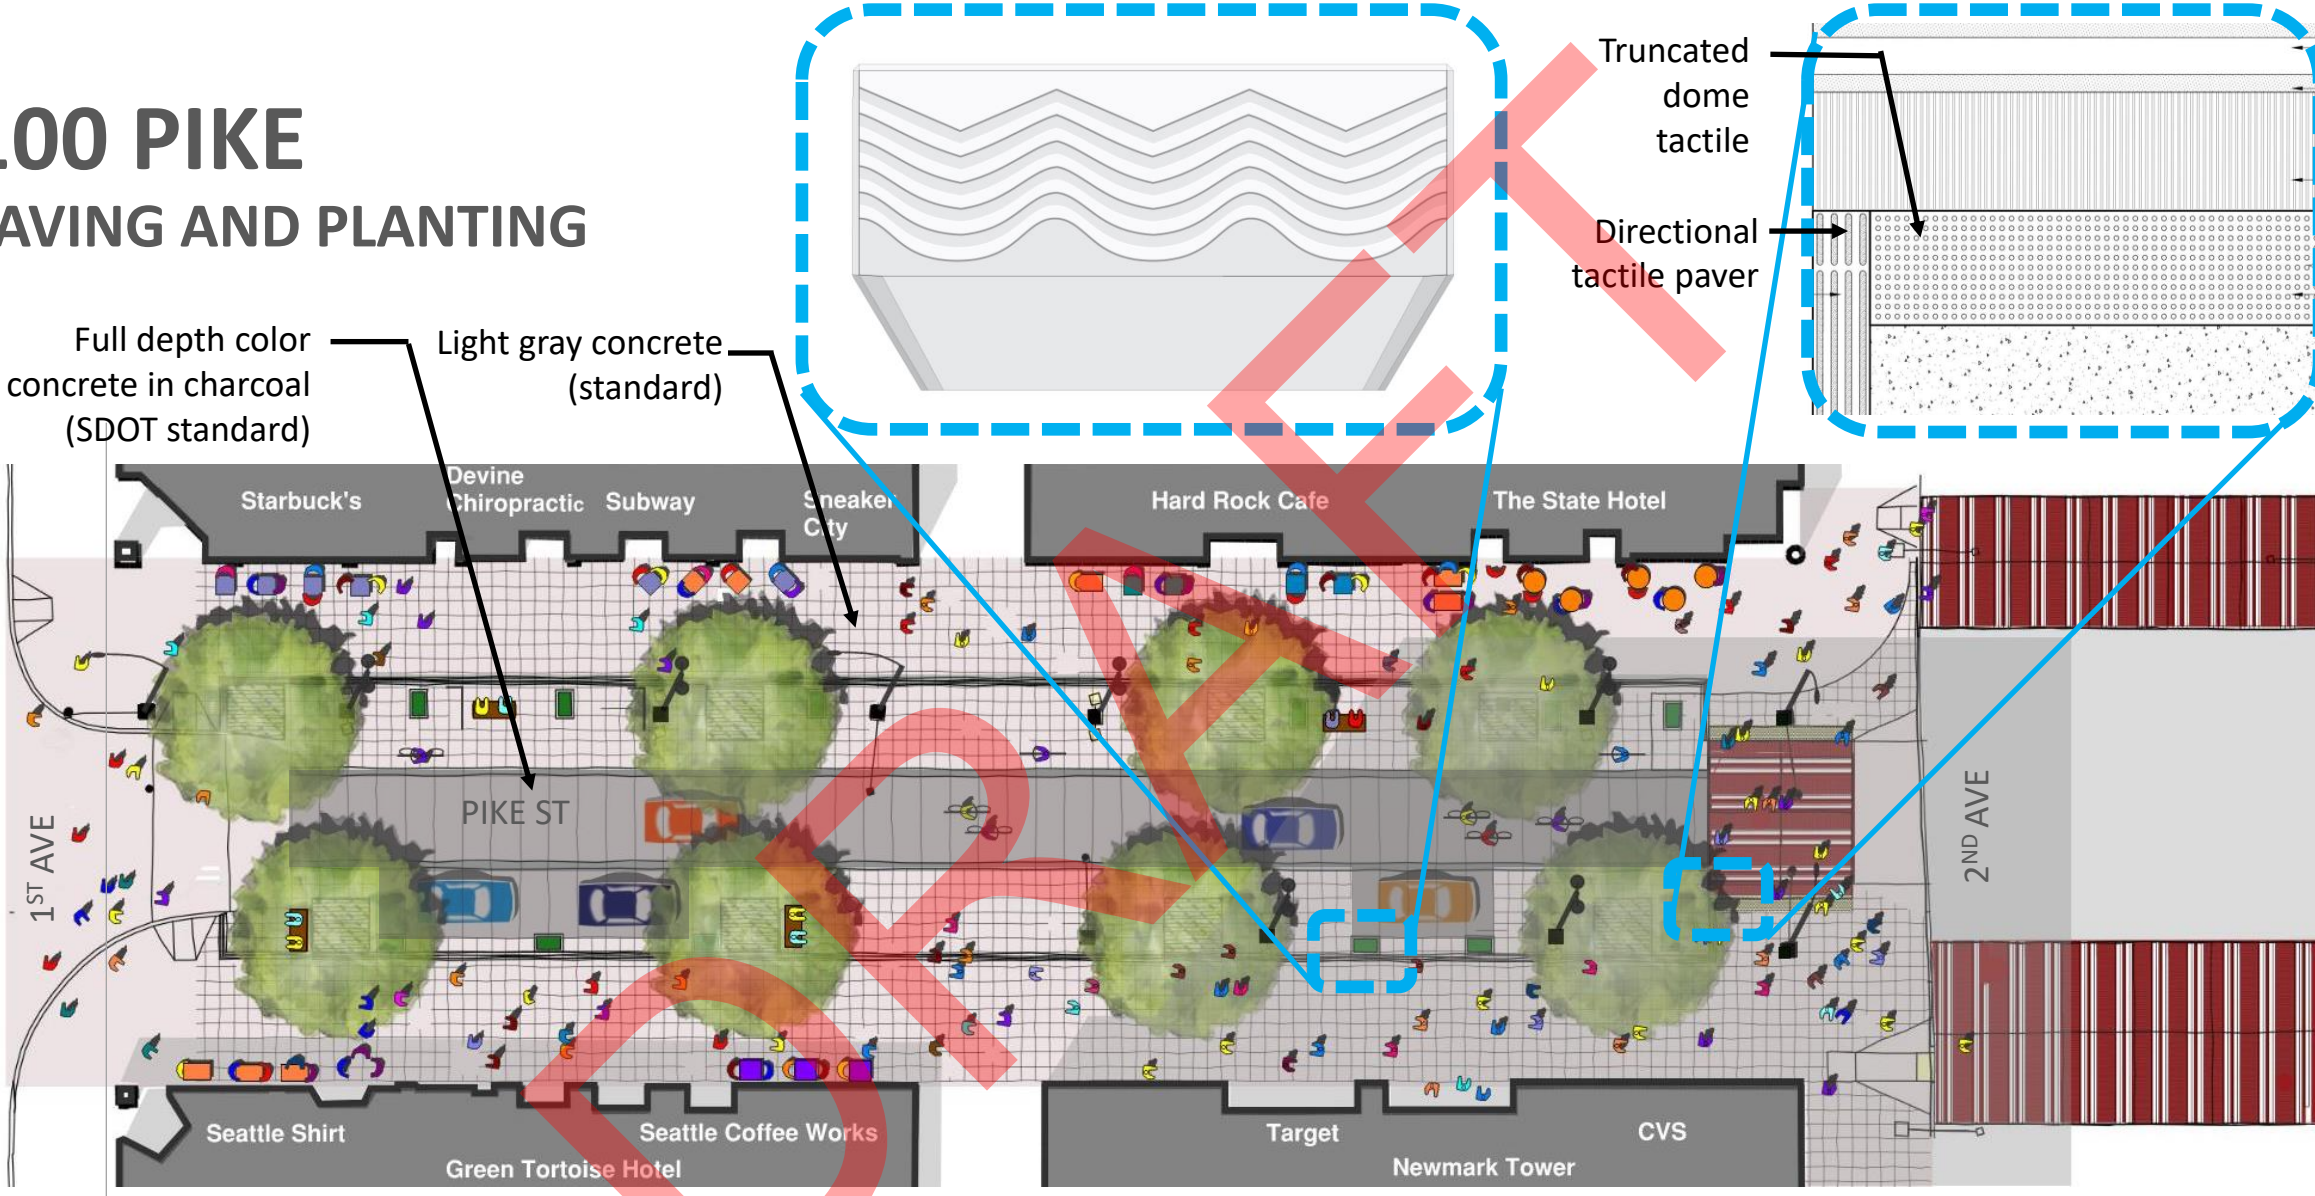 100 PIKE
AVING AND PLANTING
Truncated
dome
tactile
Directional
tactile paver
Full depth color
concrete in charcoal
(SDOT standard)
Light gray concrete
(standard)
Starbuck's
Devine
Chiropractic
Subway
Sneaker
City
Hard Rock Cafe
The State Hotel
PIKE ST
1ST AVE
2ND AVE
Seattle Shirt
Green Tortoise Hotel
Seattle Coffee Works
Target
Newmark Tower
CVS
DRAFT